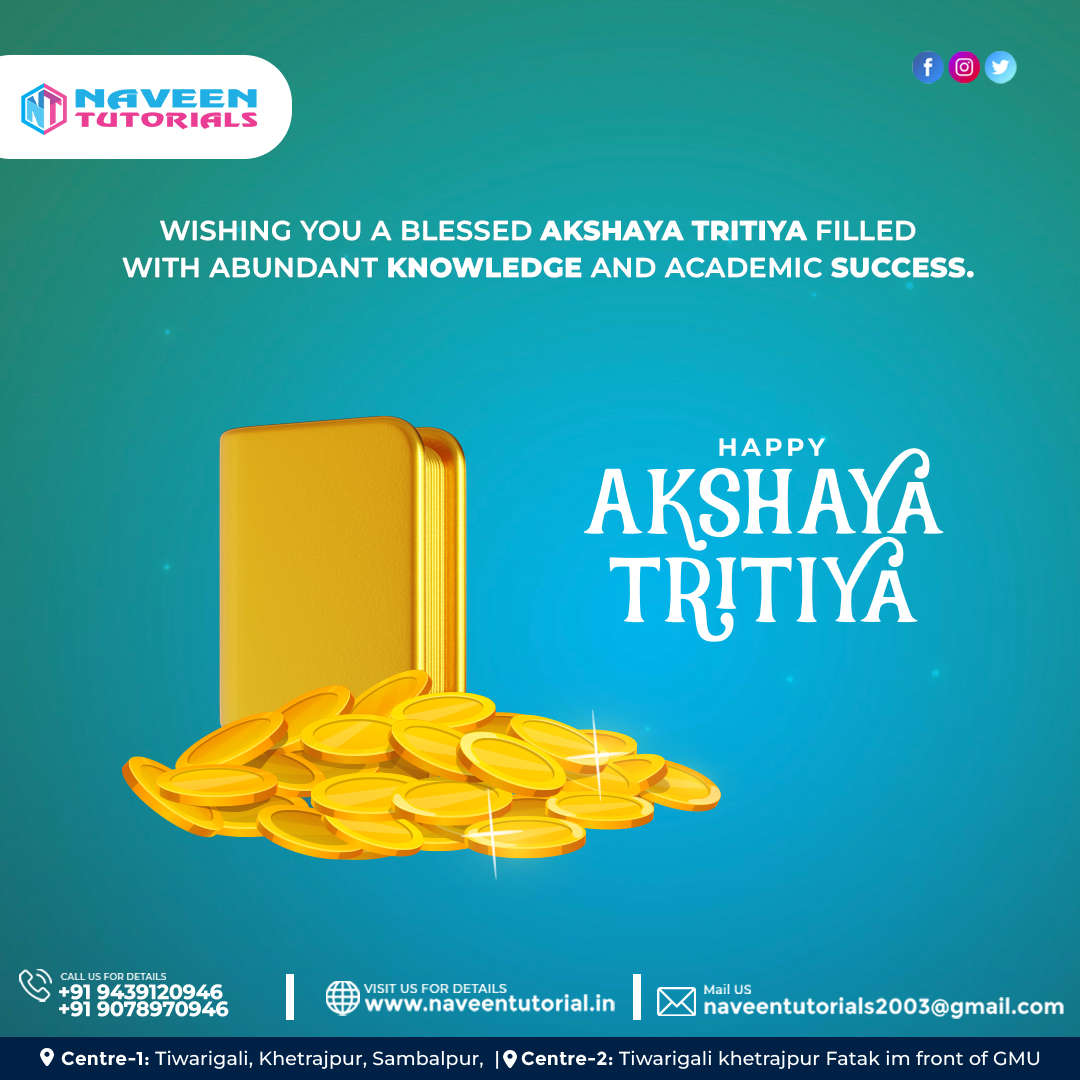 NAVEEN
TUTORIALS
WISHING YOU A BLESSED AKSHAYA TRITIYA FILLED
WITH ABUNDANT KNOWLEDGE AND ACADEMIC SUCCESS.
HAPPY
AKSHAYA
TRITIYA
CALL US FOR DETAILS
+91 9439120946
+91 9078970946
VISIT US FOR DETAILS
www.naveentutorial.in
Mail US
naveentutorials2003@gmail.com
Centre-1: Tiwarigali, Khetrajpur, Sambalpur, | Centre-2: Tiwarigali khetrajpur Fatak im front of GMU